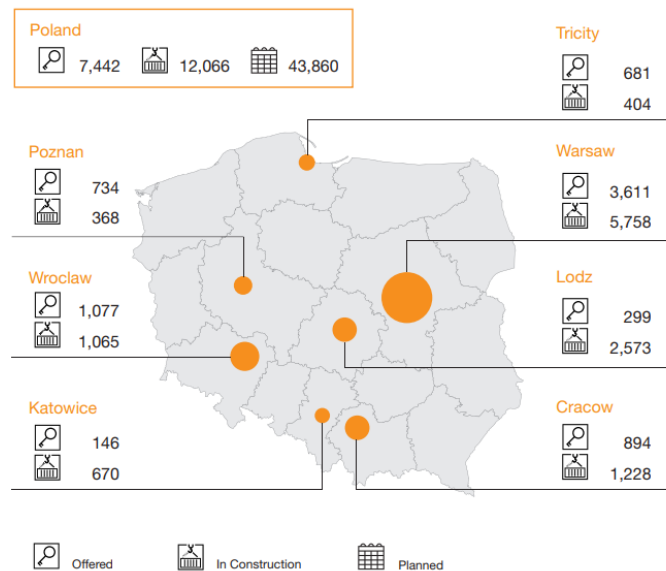 Poland
7,442 12,066 43,860
Tricity
681
404
Poznan
734
368
Warsaw
3,611
5,758
Wroclaw
1,077
1,065
Lodz
299
2,573
Katowice
146
670
Cracow
894
1,228
Offered In Construction Planned